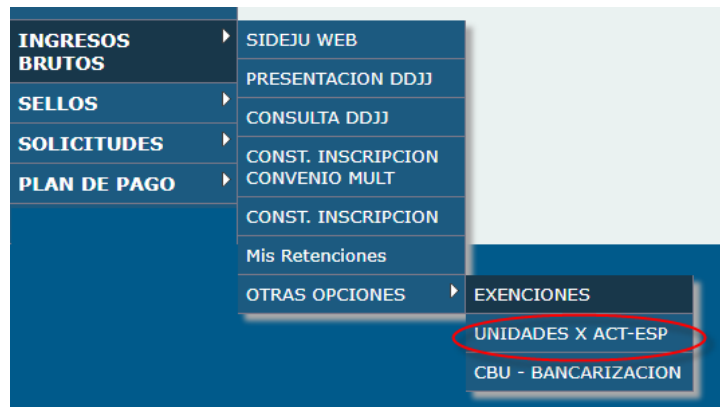 INGRESOS
BRUTOS
SELLOS
SOLICITUDES
PLAN DE PAGO
SIDEJU WEB
PRESENTACION DDJJ
CONSULTA DDJJ
CONST. INSCRIPCION
CONVENIO MULT
CONST. INSCRIPCION
Mis Retenciones
OTRAS OPCIONES
EXENCIONES
UNIDADES X ACT-ESP
CBU - BANCARIZACION